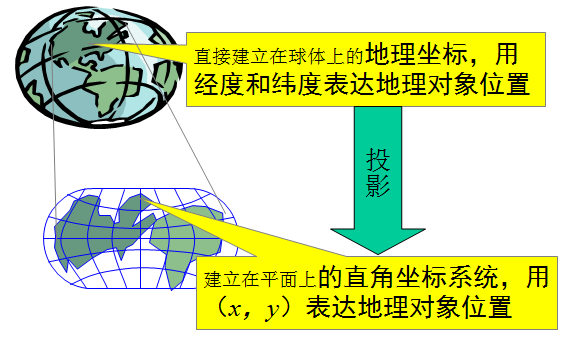 直接建立在球体上的地理坐标，用
经度和纬度表达地理对象位置
投
影
建立在平面上的直角坐标系统，用
（x，y）表达地理对象位置